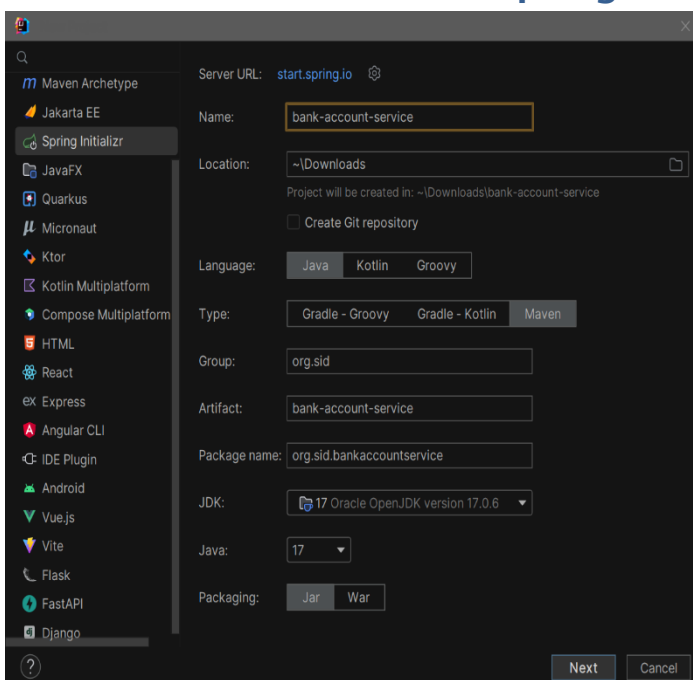 Server URL: start.spring.io
Maven Archetype
Jakarta EE
Spring Initializr
JavaFX
Quarkus
Micronaut
Ktor
Kotlin Multiplatform
Compose Multiplatform
HTML
React
ex Express
Angular CLI
IDE Plugin
Android
Vue.js
Vite
Flask
FastAPI
Django
Name: bank-account-service
Location: ~\Downloads
Project will be created in: ~\Downloads\bank-account-service
Create Git repository
Language: Java Kotlin Groovy
Type: Gradle - Groovy Gradle - Kotlin Maven
Group: org.sid
Artifact: bank-account-service
Package name: org.sid.bankaccountservice
JDK: 17 Oracle OpenJDK version 17.0.6
Java: 17
Packaging: Jar War
? Next Cancel